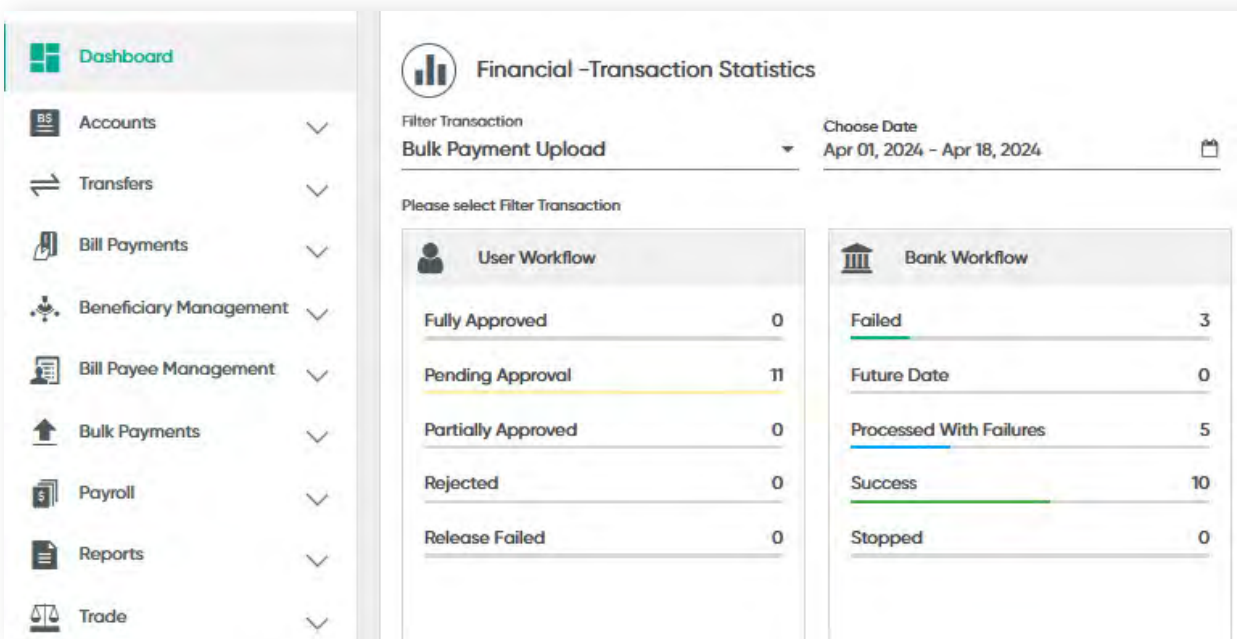 Dashboard
BS
Accounts
Transfers
Bill Payments
Beneficiary Management
Bill Payee Management
Bulk Payments
$
Payroll
Reports
Trade
Financial -Transaction Statistics
Filter Transaction
Bulk Payment Upload
Choose Date
Apr 01, 2024 - Apr 18, 2024
Please select Filter Transaction
User Workflow
Fully Approved 0
Pending Approval 11
Partially Approved 0
Rejected 0
Release Failed 0
Bank Workflow
Failed 3
Future Date 0
Processed With Failures 5
Success 10
Stopped 0